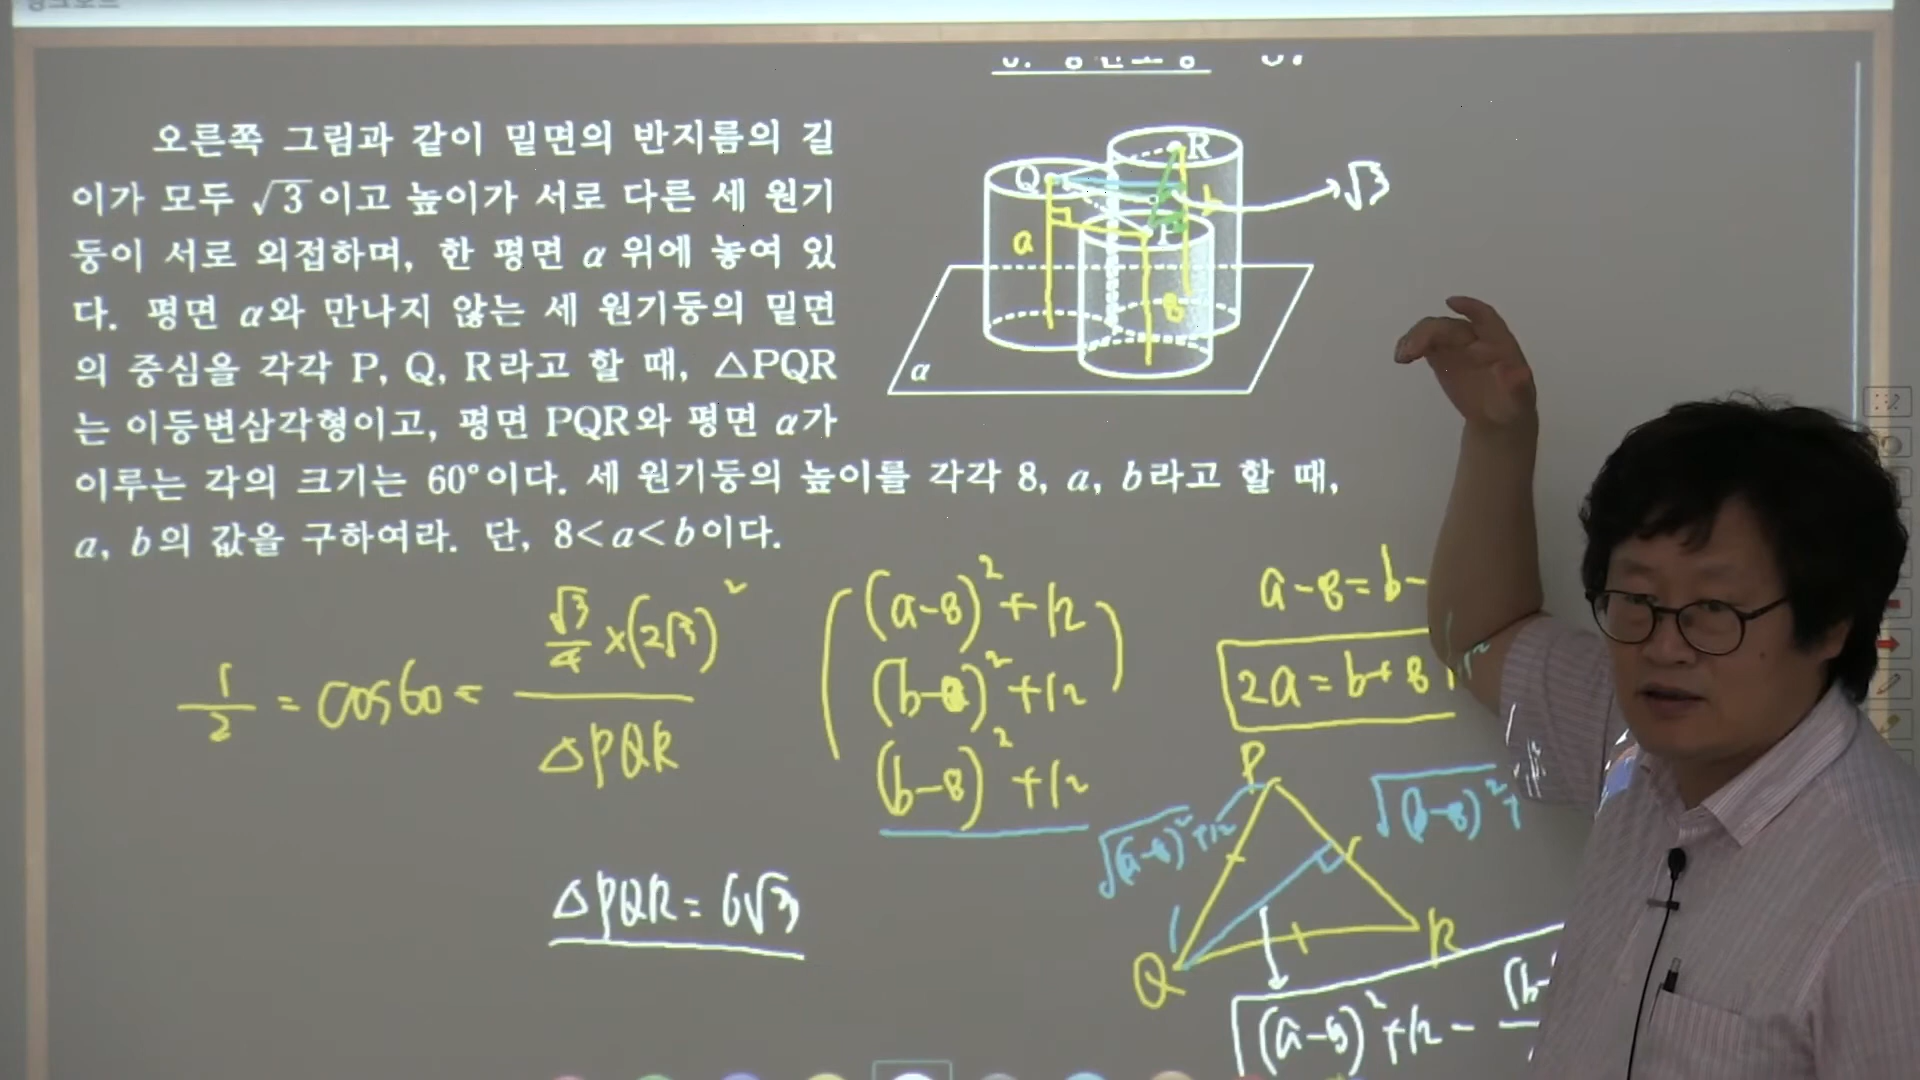 오른쪽 그림과 같이 밑면의 반지름의 길
이가 모두 √3 이고 높이가 서로 다른 세 원기
둥이 서로 외접하며, 한 평면 α 위에 놓여 있
다. 평면 α와 만나지 않는 세 원기둥의 밑면
의 중심을 각각 P, Q, R라고 할 때, △PQR
는 이등변삼각형이고, 평면 PQR와 평면 α가
이루는 각의 크기는 60°이다. 세 원기둥의 높이를 각각 8, a, b라고 할 때,
a, b의 값을 구하여라. 단, 8<a<b이다.
R
Q
P
a
b
8
α
√3
1/2 = cos60 = (√3/4 × (2√3)²) / △PQR
(a-8)² + 12
(b-a)² + 12
(b-8)² + 12
a-8 = b-
2a = b+8
△PQR = 6√3
P
√(a-8)²+12
√(b-8)²+
Q
R
(a-8)² + 12 -